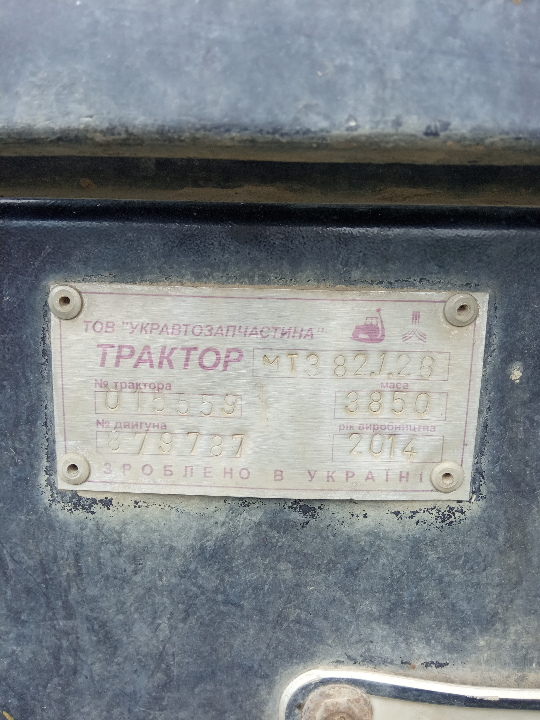 ТОВ "УКРАВТОЗАПЧАСТИНА"
ТРАКТОР МТЗ 82.1.26
№ трактора маса
015559 3850
№ двигуна рік виробництва
879787 2014
ЗРОБЛЕНО В УКРАЇНІ